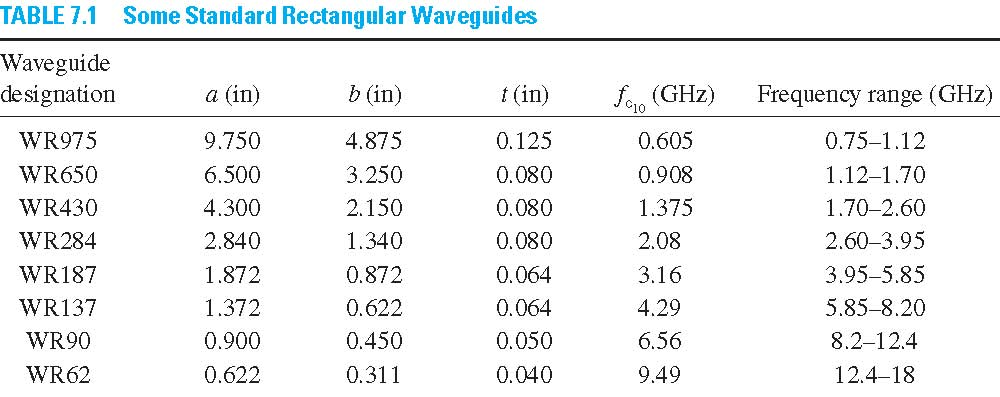 TABLE 7.1 Some Standard Rectangular Waveguides
Waveguide
designation a (in) b (in) t (in) fc10 (GHz) Frequency range (GHz)
WR975 9.750 4.875 0.125 0.605 0.75–1.12
WR650 6.500 3.250 0.080 0.908 1.12–1.70
WR430 4.300 2.150 0.080 1.375 1.70–2.60
WR284 2.840 1.340 0.080 2.08 2.60–3.95
WR187 1.872 0.872 0.064 3.16 3.95–5.85
WR137 1.372 0.622 0.064 4.29 5.85–8.20
WR90 0.900 0.450 0.050 6.56 8.2–12.4
WR62 0.622 0.311 0.040 9.49 12.4–18